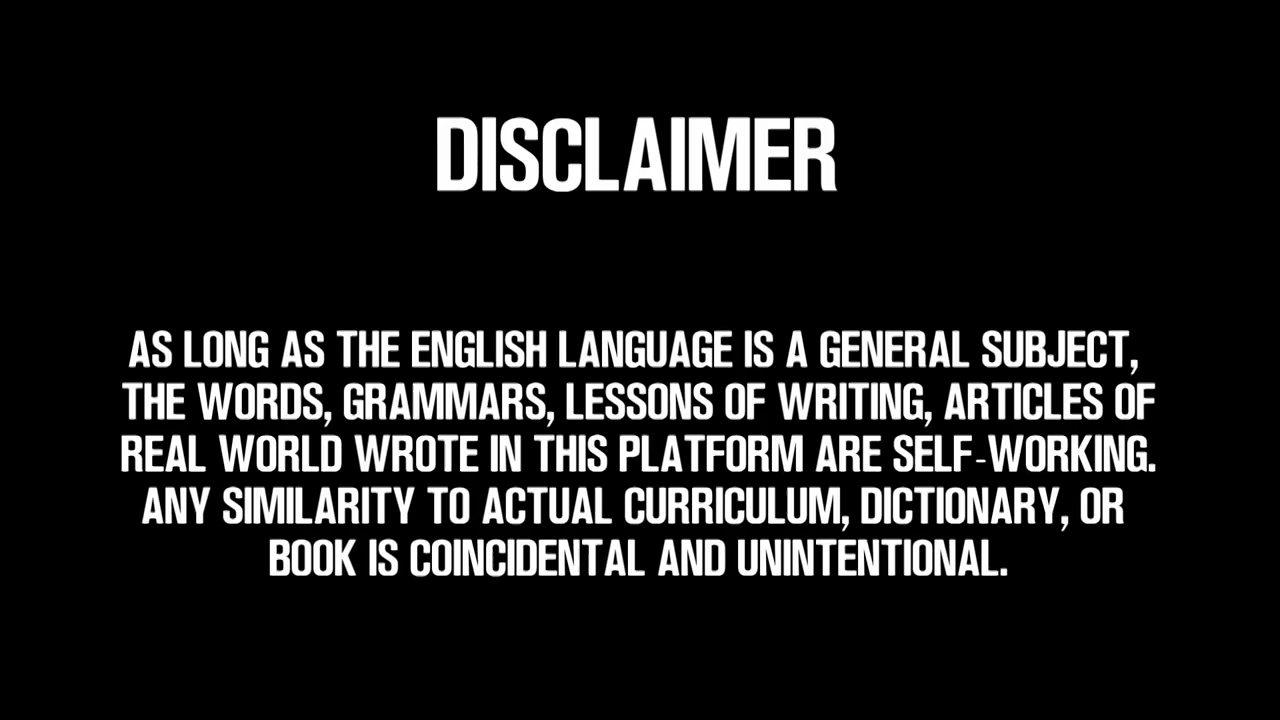 DISCLAIMER
AS LONG AS THE ENGLISH LANGUAGE IS A GENERAL SUBJECT,
THE WORDS, GRAMMARS, LESSONS OF WRITING, ARTICLES OF
REAL WORLD WROTE IN THIS PLATFORM ARE SELF-WORKING.
ANY SIMILARITY TO ACTUAL CURRICULUM, DICTIONARY, OR
BOOK IS COINCIDENTAL AND UNINTENTIONAL.